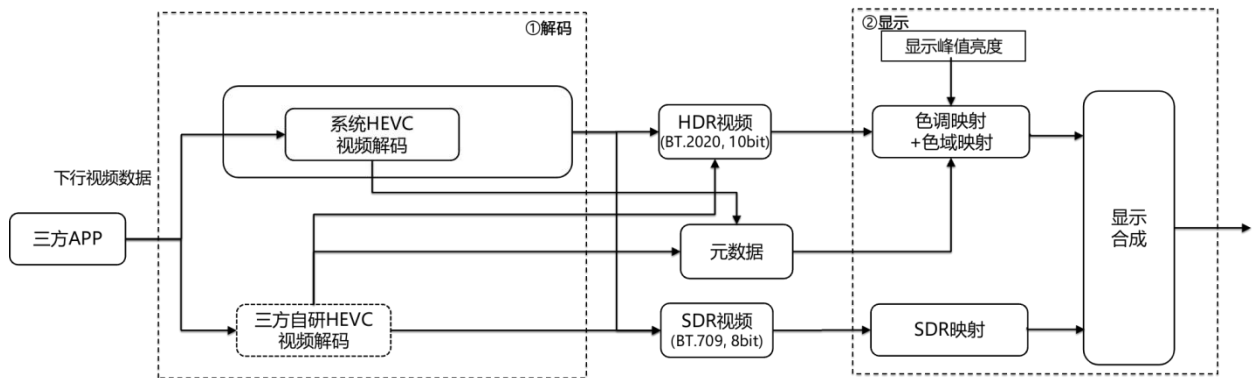 ①解码
②显示
显示峰值亮度
系统HEVC
视频解码
HDR视频
(BT.2020, 10bit)
色调映射
+色域映射
下行视频数据
三方APP
元数据
显示
合成
三方自研HEVC
视频解码
SDR视频
(BT.709, 8bit)
SDR映射